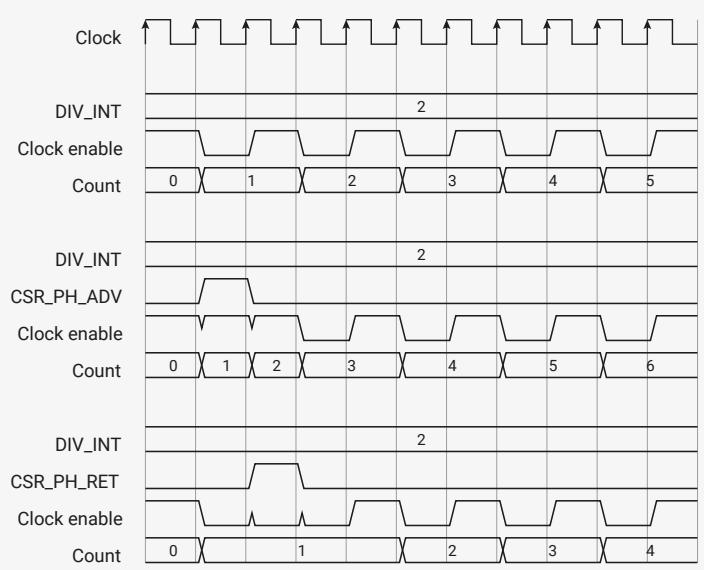 Clock
DIV_INT 2
Clock enable
Count 0 1 2 3 4 5
DIV_INT 2
CSR_PH_ADV
Clock enable
Count 0 1 2 3 4 5 6
DIV_INT 2
CSR_PH_RET
Clock enable
Count 0 1 2 3 4